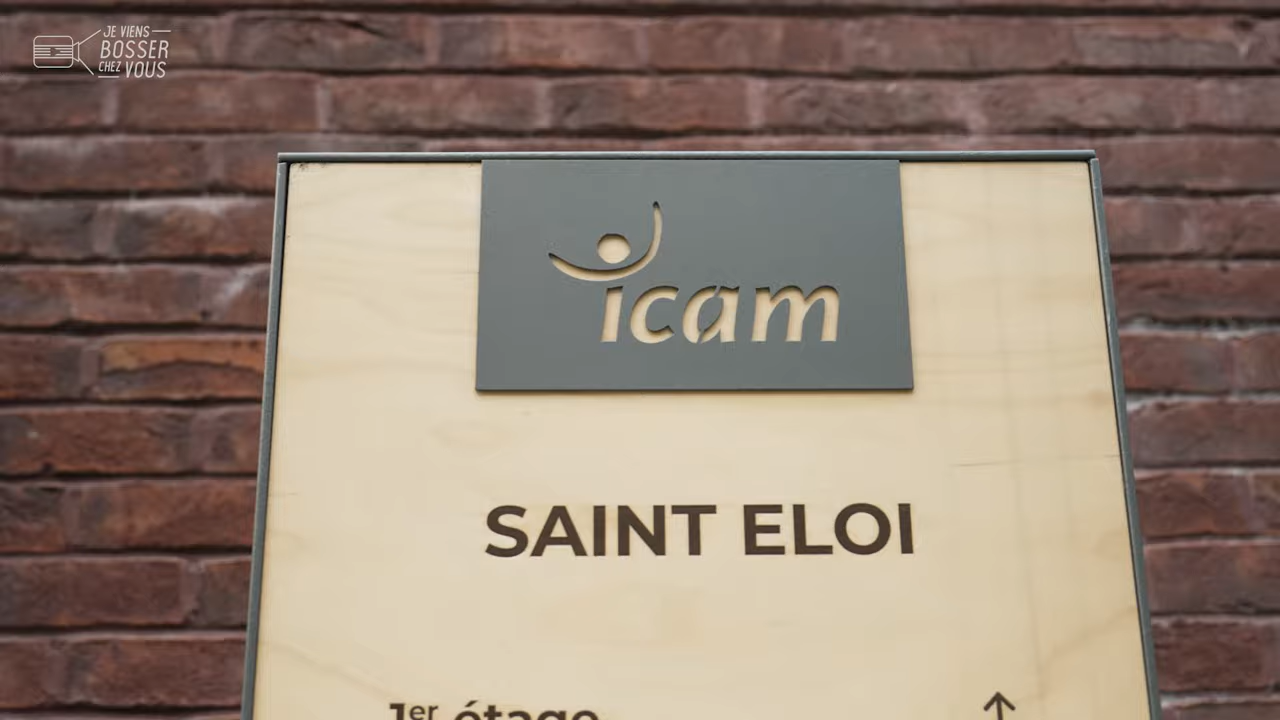 JE VIENS
BOSSER
CHEZ VOUS
icam
SAINT ELOI
1er étage ↑